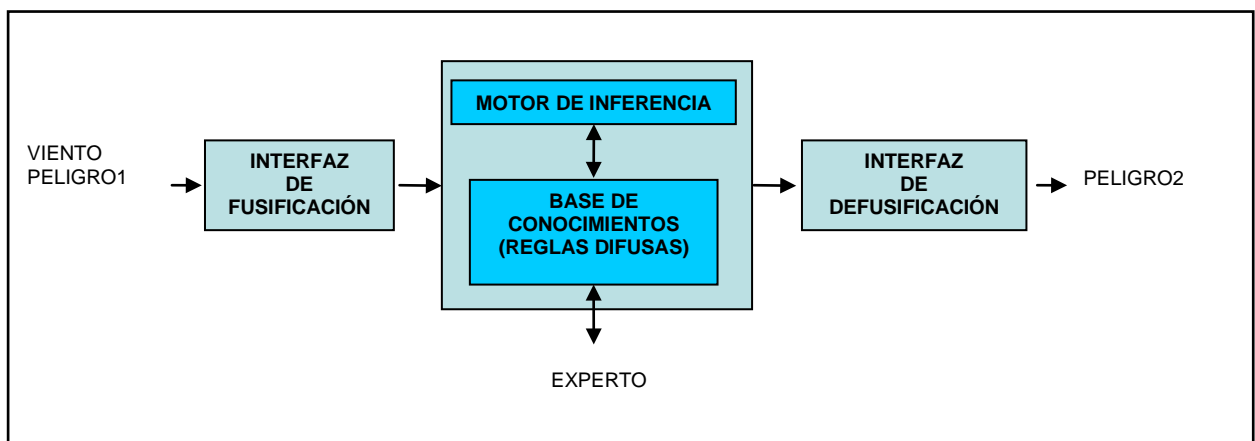 VIENTO
PELIGRO1
INTERFAZ
DE
FUSIFICACIÓN
MOTOR DE INFERENCIA
BASE DE
CONOCIMIENTOS
(REGLAS DIFUSAS)
INTERFAZ
DE
DEFUSIFICACIÓN
PELIGRO2
EXPERTO